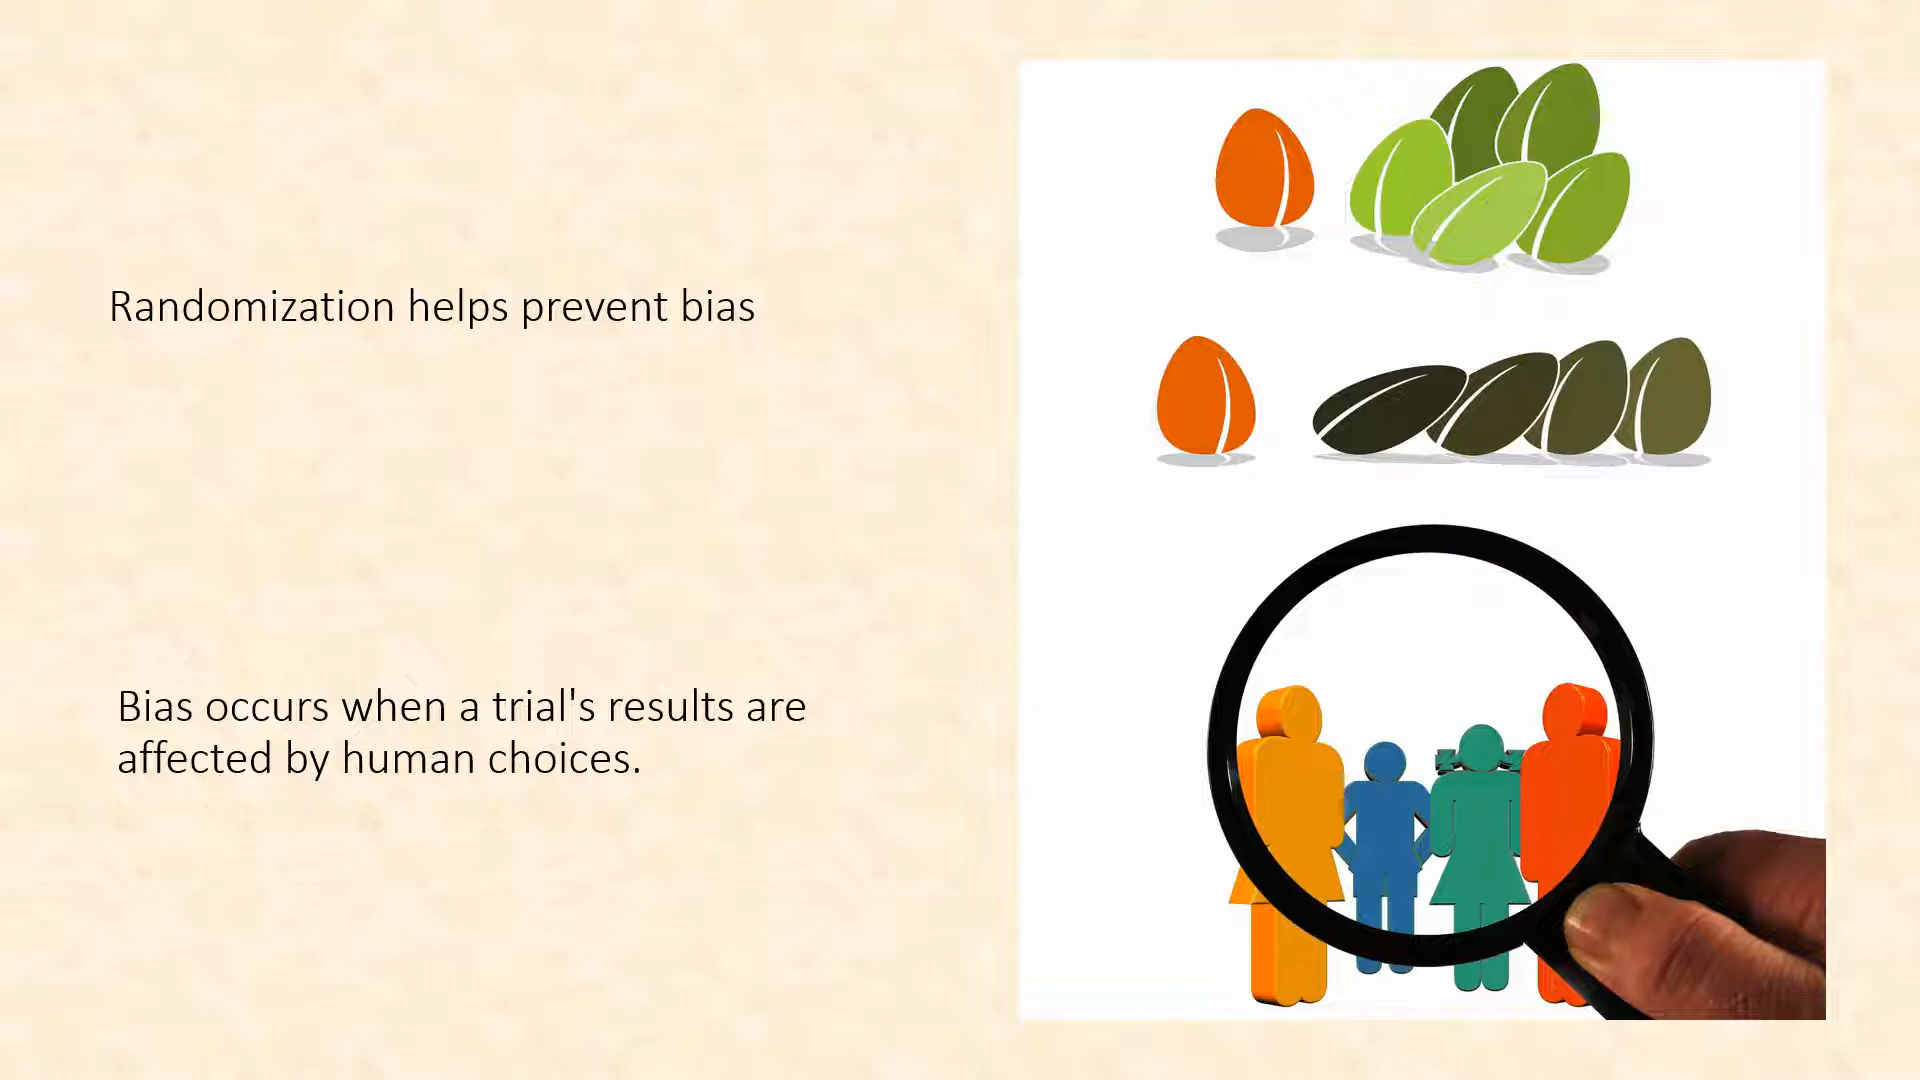 Randomization helps prevent bias
Bias occurs when a trial's results are
affected by human choices.